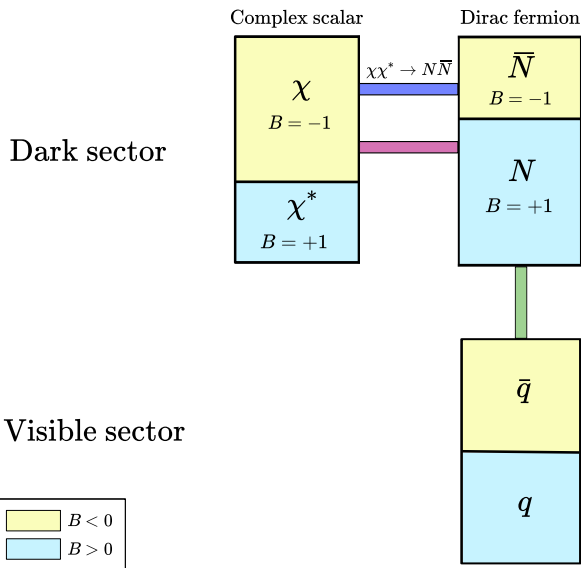 Complex scalar
Dirac fermion
χ
B = −1
χχ* → NN̅
N̅
B = −1
Dark sector
χ*
B = +1
N
B = +1
Visible sector
q̄
q
B < 0
B > 0